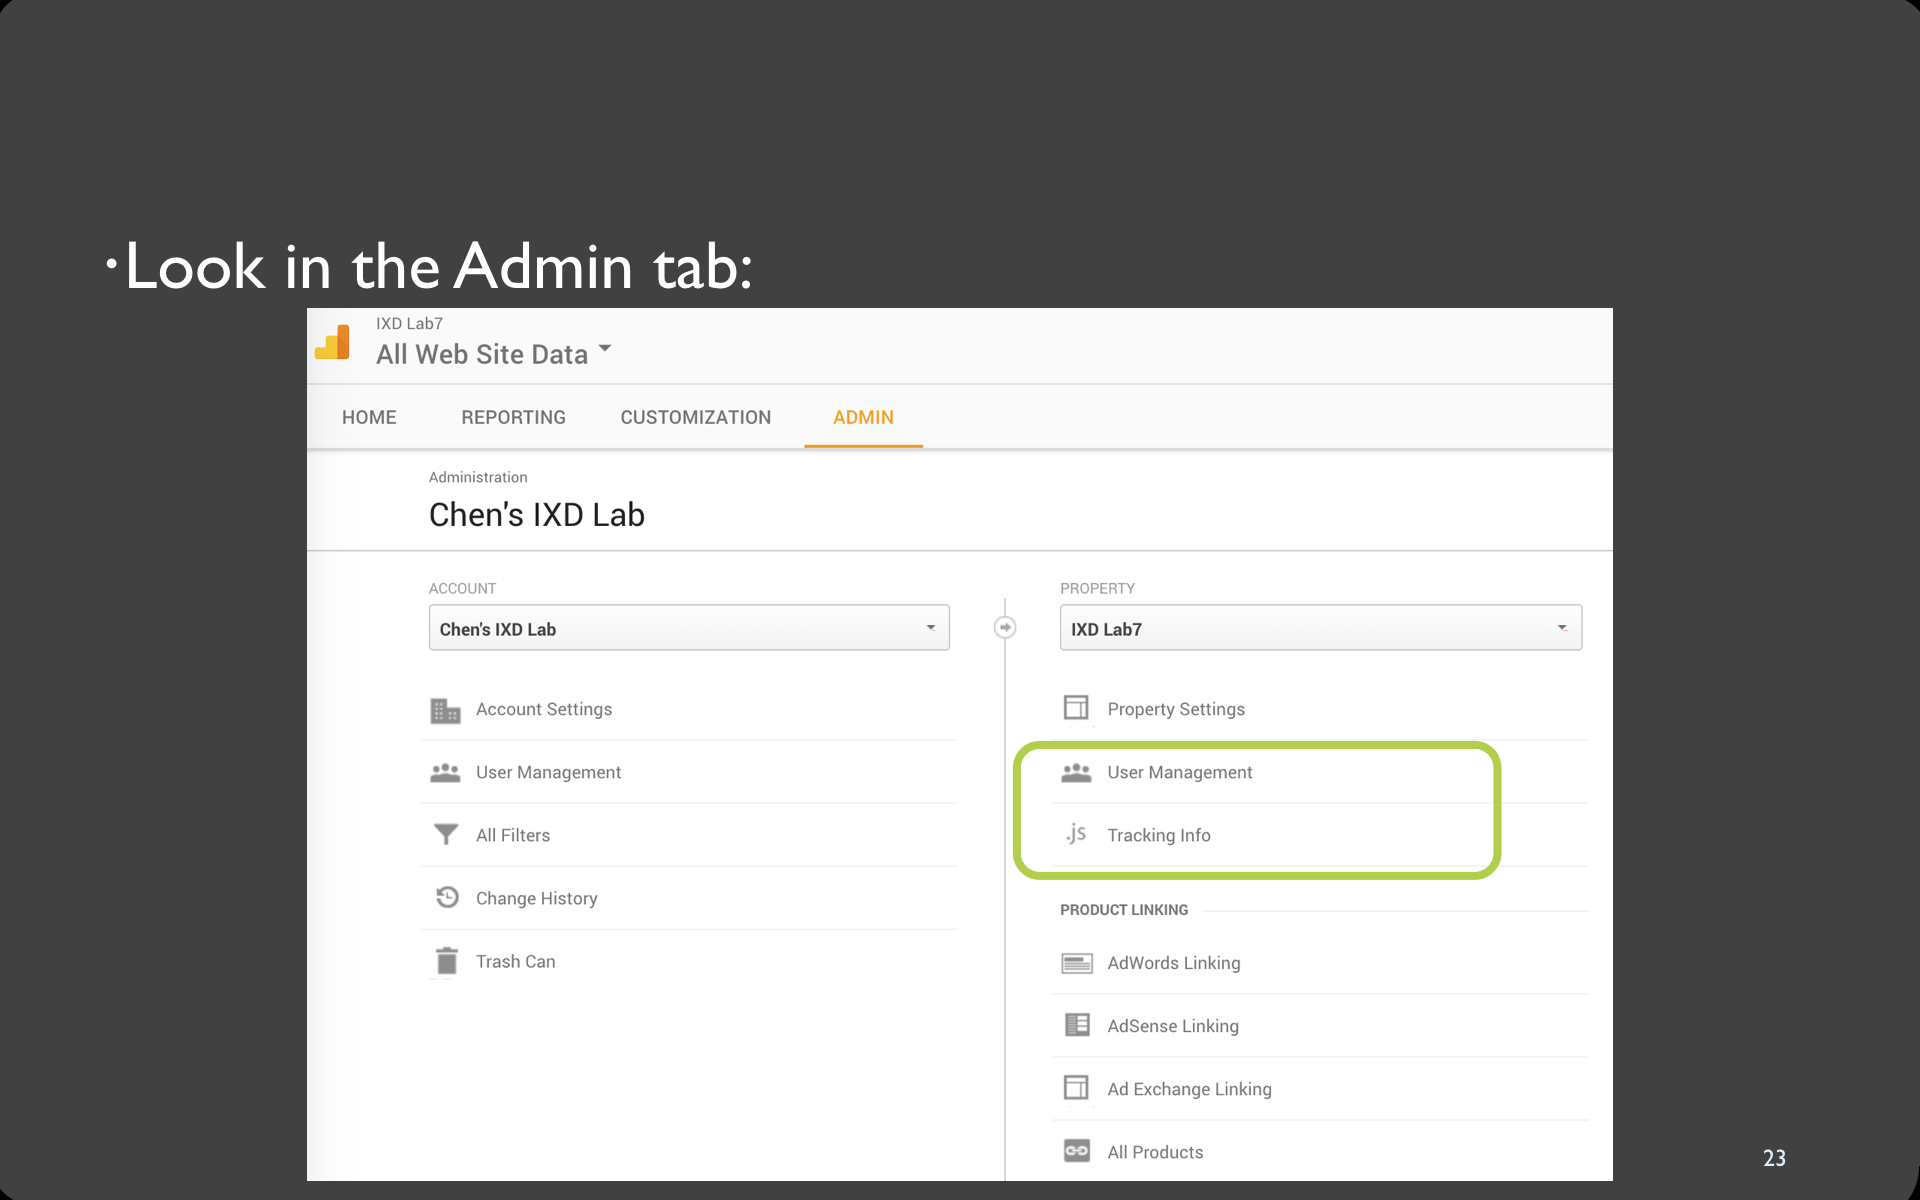 ·Look in the Admin tab:
IXD Lab7
All Web Site Data
HOME REPORTING CUSTOMIZATION ADMIN
Administration
Chen's IXD Lab
ACCOUNT
Chen's IXD Lab
Account Settings
User Management
All Filters
Change History
Trash Can
PROPERTY
IXD Lab7
Property Settings
User Management
.js Tracking Info
PRODUCT LINKING
AdWords Linking
AdSense Linking
Ad Exchange Linking
All Products
23